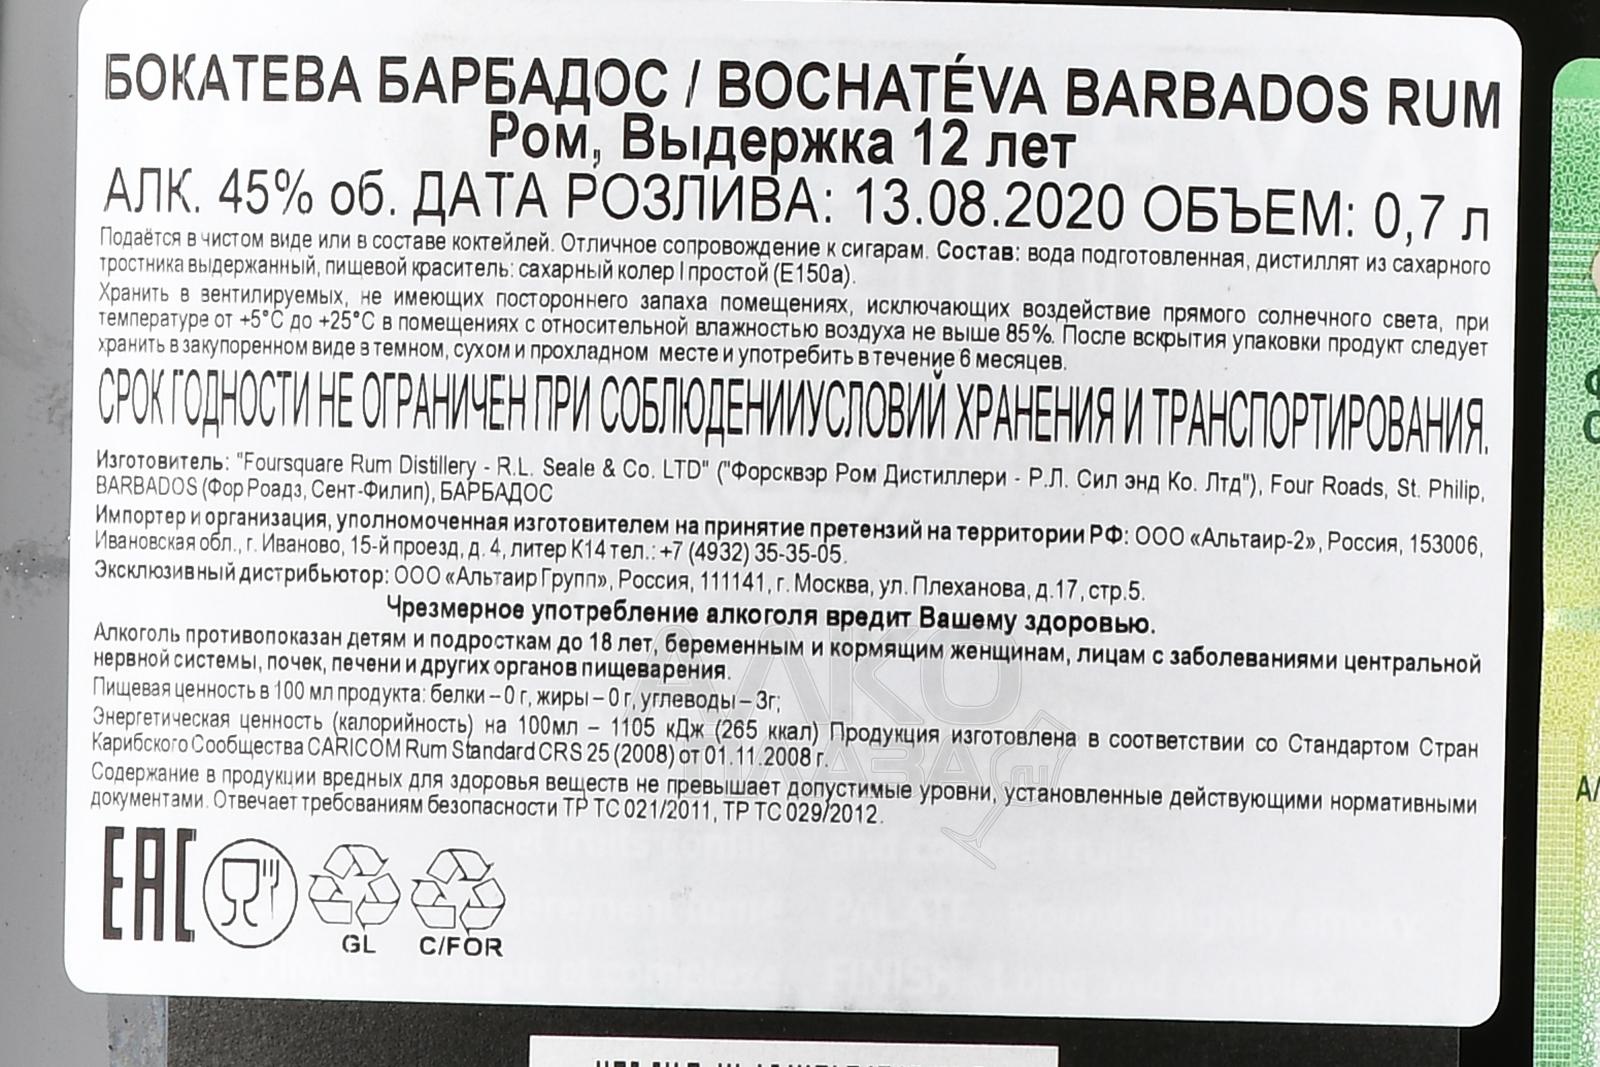 БОКАТЕВА БАРБАДОС / BOCHATÉVA BARBADOS RUM
Ром, Выдержка 12 лет
АЛК. 45% об. ДАТА РОЗЛИВА: 13.08.2020 ОБЪЕМ: 0,7 л
Подаётся в чистом виде или в составе коктейлей. Отличное сопровождение к сигарам. Состав: вода подготовленная, дистиллят из сахарного
тростника выдержанный, пищевой краситель: сахарный колер I простой (Е150а).
Хранить в вентилируемых, не имеющих постороннего запаха помещениях, исключающих воздействие прямого солнечного света, при
температуре от +5°С до +25°С в помещениях с относительной влажностью воздуха не выше 85%. После вскрытия упаковки продукт следует
хранить в закупоренном виде в темном, сухом и прохладном месте и употребить в течение 6 месяцев.
СРОК ГОДНОСТИ НЕ ОГРАНИЧЕН ПРИ СОБЛЮДЕНИИУСЛОВИЙ ХРАНЕНИЯ И ТРАНСПОРТИРОВАНИЯ.
Изготовитель: "Foursquare Rum Distillery - R.L. Seale & Co. LTD" ("Форсквэр Ром Дистиллери - Р.Л. Сил энд Ко. Лтд"), Four Roads, St. Philip,
BARBADOS (Фор Роадз, Сент-Филип), БАРБАДОС
Импортер и организация, уполномоченная изготовителем на принятие претензий на территории РФ: ООО «Альтаир-2», Россия, 153006,
Ивановская обл., г. Иваново, 15-й проезд, д. 4, литер К14 тел.: +7 (4932) 35-35-05.
Эксклюзивный дистрибьютор: ООО «Альтаир Групп», Россия, 111141, г. Москва, ул. Плеханова, д.17, стр.5.
Чрезмерное употребление алкоголя вредит Вашему здоровью.
Алкоголь противопоказан детям и подросткам до 18 лет, беременным и кормящим женщинам, лицам с заболеваниями центральной
нервной системы, почек, печени и других органов пищеварения.
Пищевая ценность в 100 мл продукта: белки – 0 г, жиры – 0 г, углеводы – 3г;
Энергетическая ценность (калорийность) на 100мл – 1105 кДж (265 ккал) Продукция изготовлена в соответствии со Стандартом Стран
Карибского Сообщества CARICOM Rum Standard CRS 25 (2008) от 01.11.2008 г.
Содержание в продукции вредных для здоровья веществ не превышает допустимые уровни, установленные действующими нормативными
документами. Отвечает требованиям безопасности ТР ТС 021/2011, ТР ТС 029/2012.
EAC
GL
C/FOR
АЛКО
ПЛАЗА
.ru